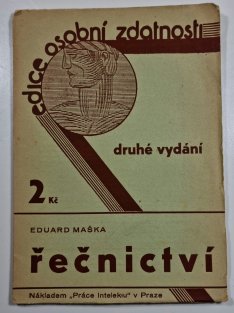 edice osobní zdatnosti
druhé vydání
2 Kč
EDUARD MAŠKA
řečnictví
Nákladem „Práce Intelektu" v Praze